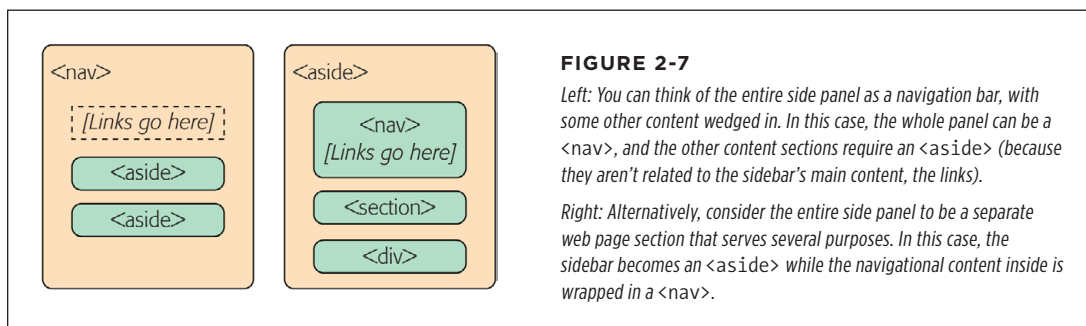 <nav>
[Links go here]
<aside>
<aside>
<aside>
<nav>
[Links go here]
<section>
<div>
FIGURE 2-7
Left: You can think of the entire side panel as a navigation bar, with
some other content wedged in. In this case, the whole panel can be a
<nav>, and the other content sections require an <aside> (because
they aren’t related to the sidebar’s main content, the links).
Right: Alternatively, consider the entire side panel to be a separate
web page section that serves several purposes. In this case, the
sidebar becomes an <aside> while the navigational content inside is
wrapped in a <nav>.